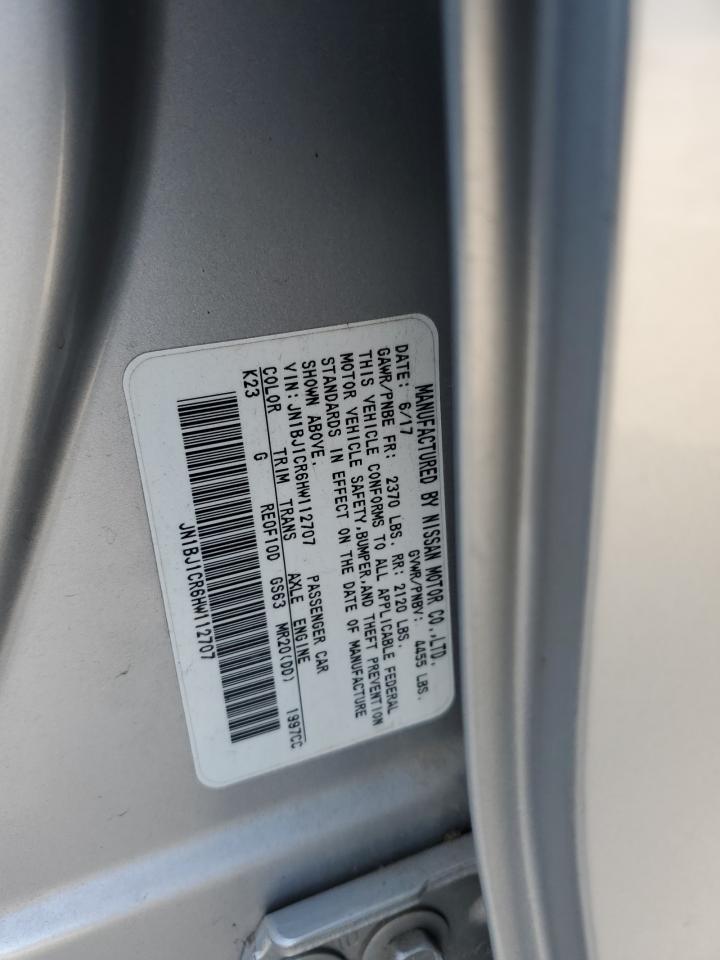 MANUFACTURED BY NISSAN MOTOR CO.,LTD.
DATE: 6/17 GVWR/PNBV: 4455 LBS.
GAWR/PNBE FR: 2370 LBS. RR: 2120 LBS.
THIS VEHICLE CONFORMS TO ALL APPLICABLE FEDERAL
MOTOR VEHICLE SAFETY,BUMPER,AND THEFT PREVENTION
STANDARDS IN EFFECT ON THE DATE OF MANUFACTURE
SHOWN ABOVE.
VIN: JN1BJ1CR6HW112707 PASSENGER CAR
COLOR TRIM TRANS AXLE ENGINE
K23 G RE0F10D GS63 MR20(DD) 1997CC
JN1BJ1CR6HW112707